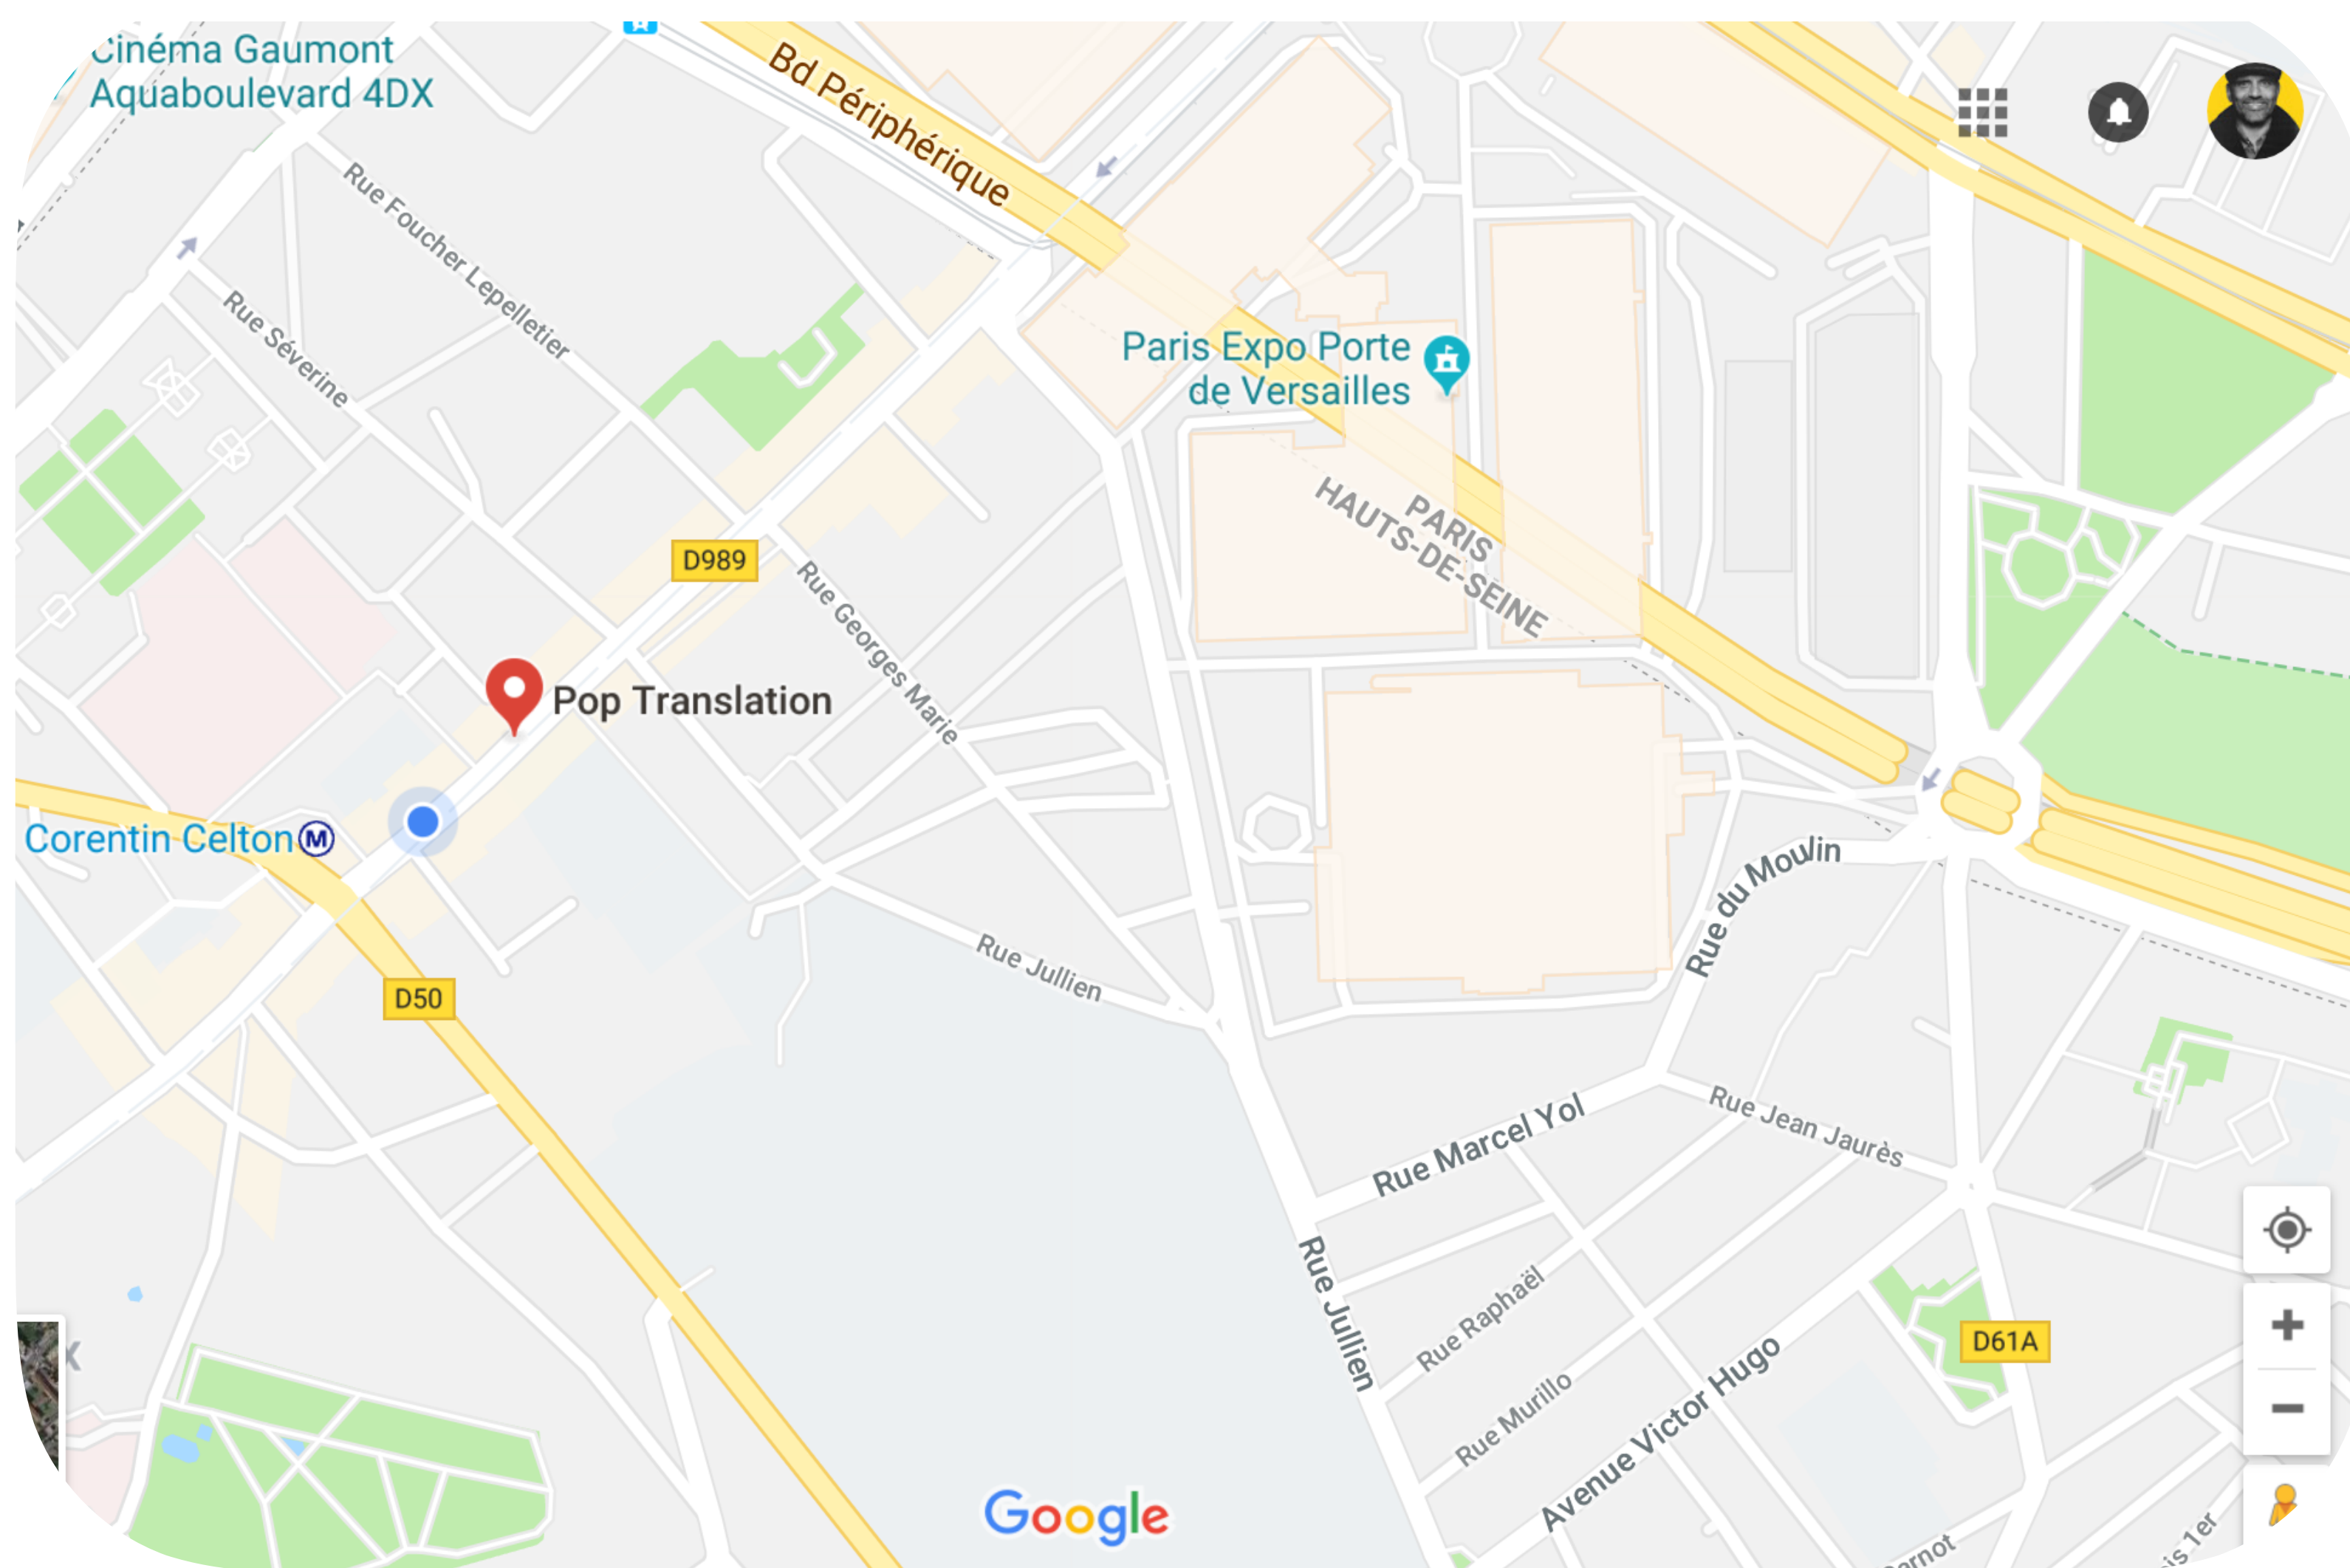 Cinéma Gaumont
Aquaboulevard 4DX
Bd Périphérique
Rue Foucher Lepelletier
Rue Séverine
Paris Expo Porte
de Versailles
PARIS
HAUTS-DE-SEINE
D989
Rue Georges Marie
Pop Translation
Corentin Celton
M
D50
Rue Jullien
Rue du Moulin
Rue Marcel Yol
Rue Jean Jaurès
Rue Jullien
Rue Raphaël
Rue Murillo
Avenue Victor Hugo
D61A
X
+
−
Google